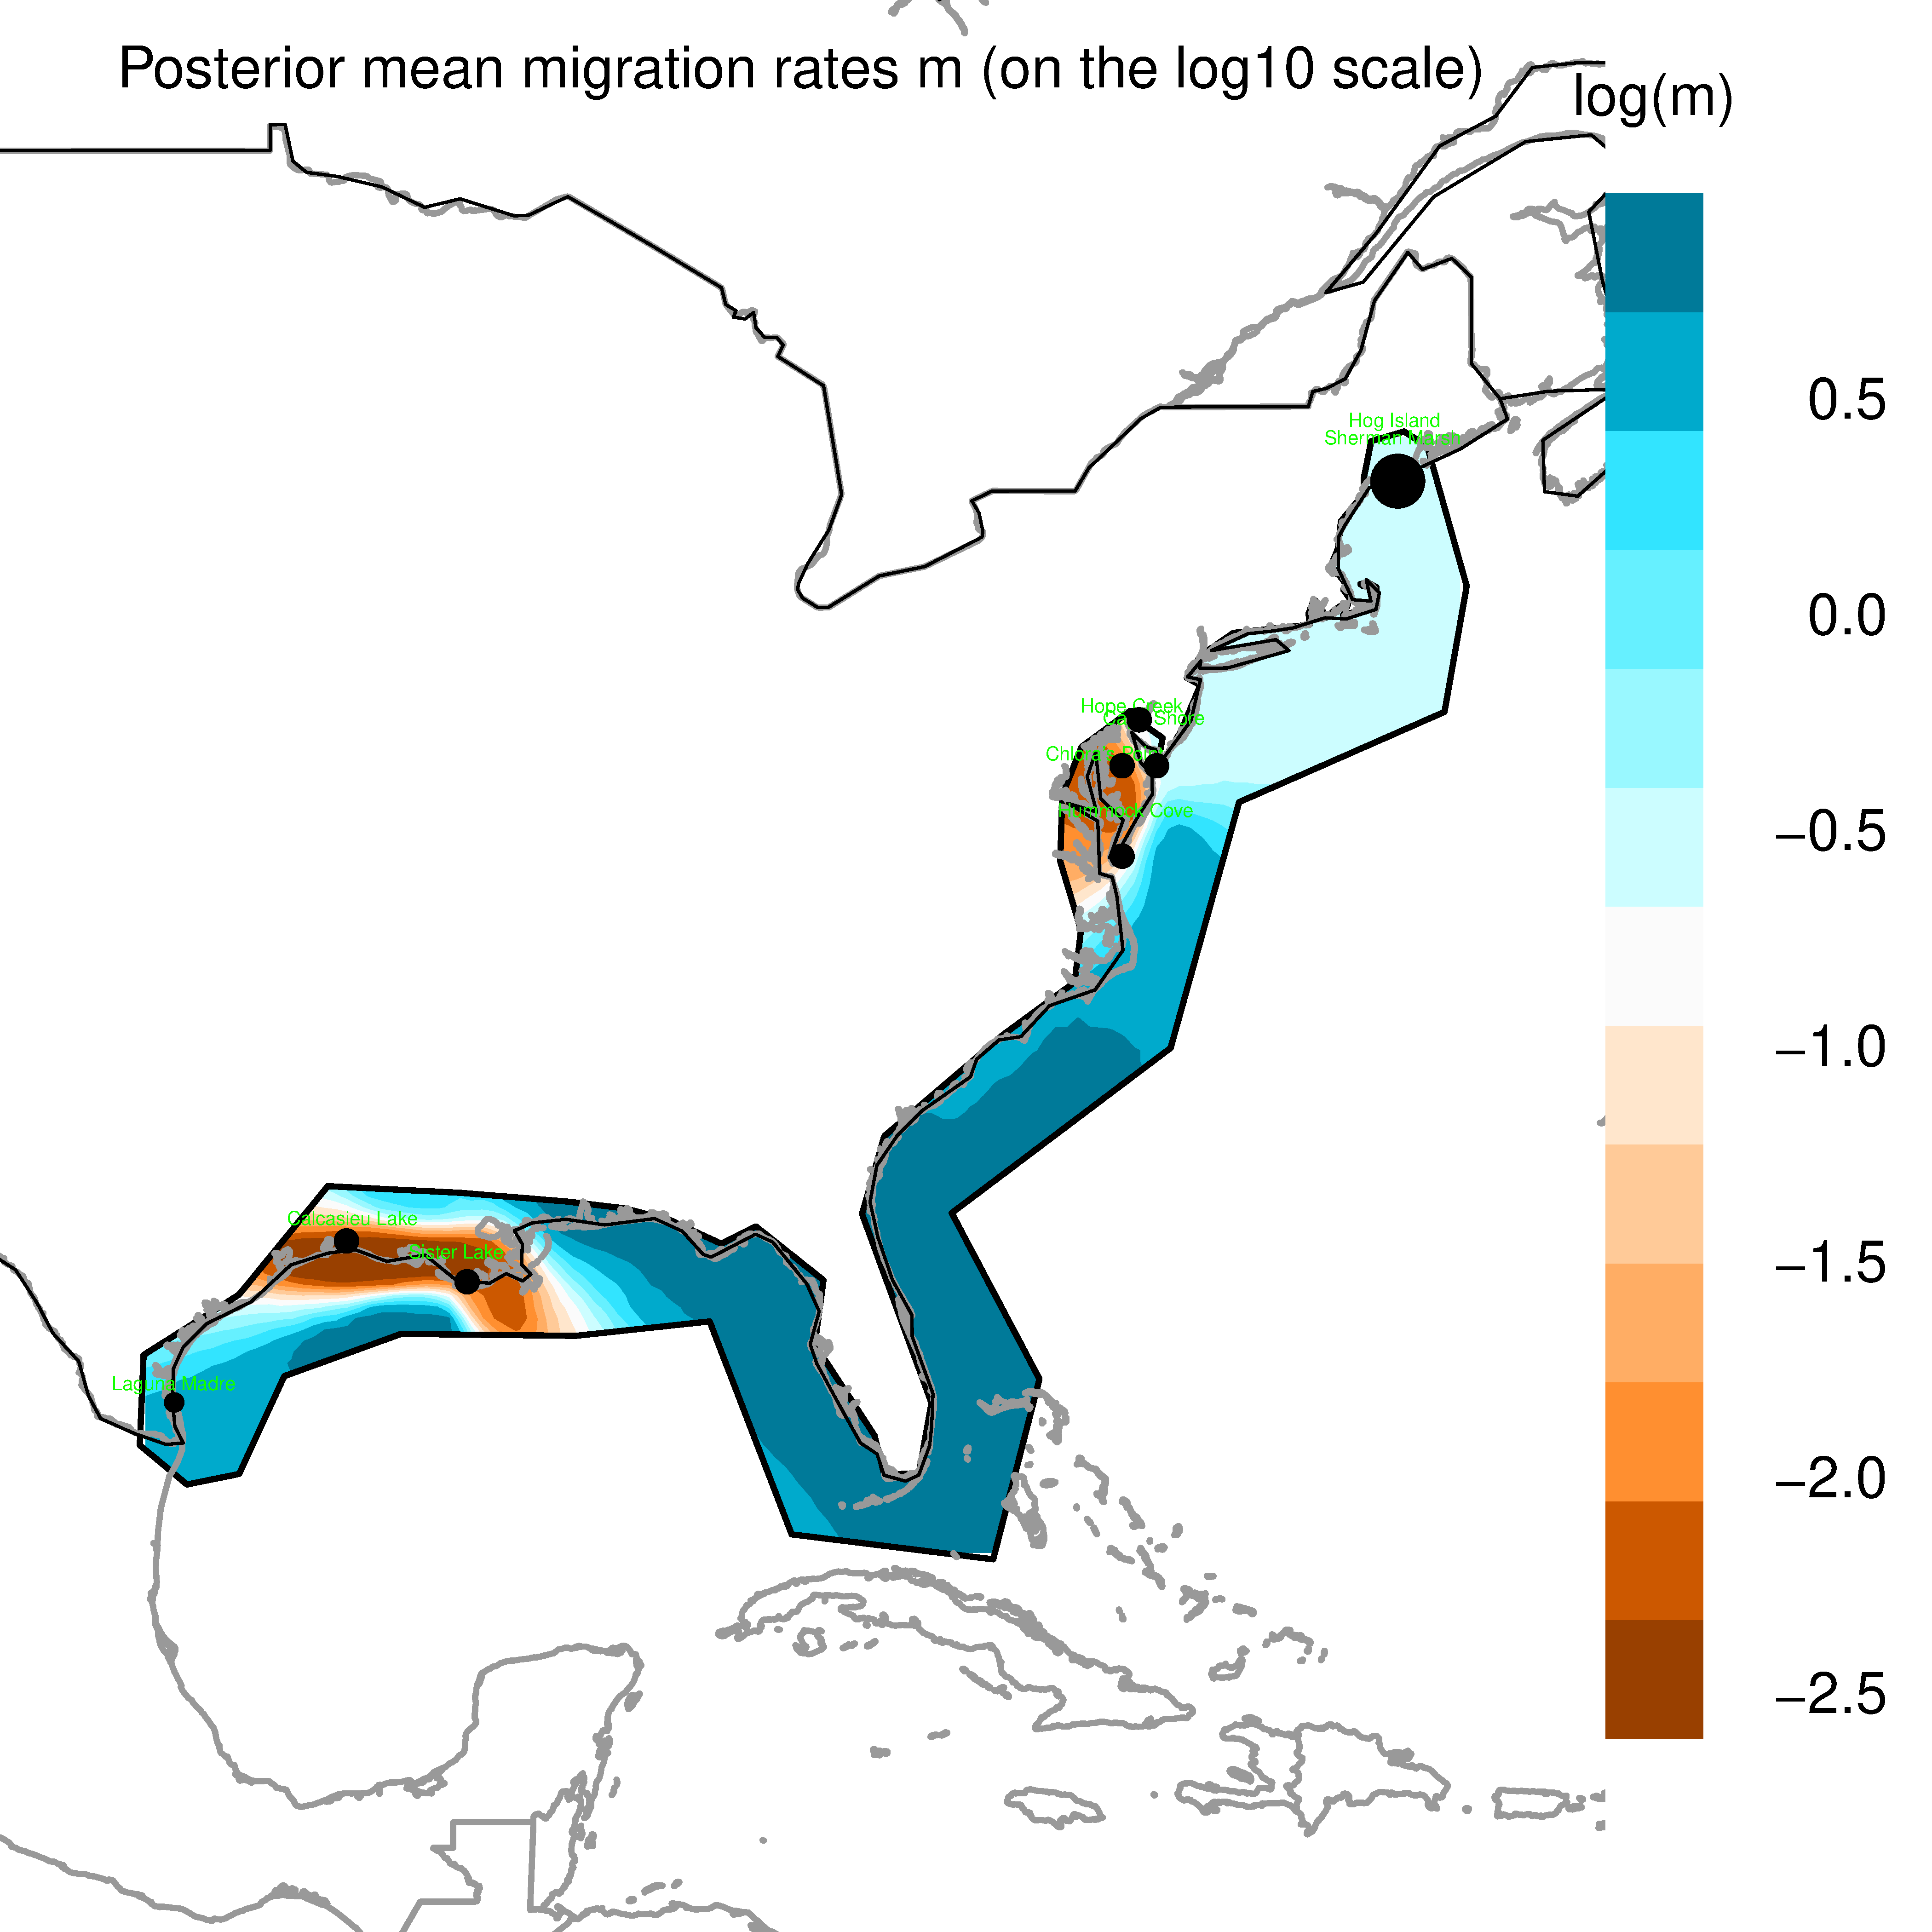 Posterior mean migration rates m (on the log10 scale)
log(m)
0.5
0.0
−0.5
−1.0
−1.5
−2.0
−2.5
Hog Island
Sherman Marsh
Hope Creek
Shore
Point
Hummock Cove
Calcasieu Lake
Sister Lake
Laguna Madre